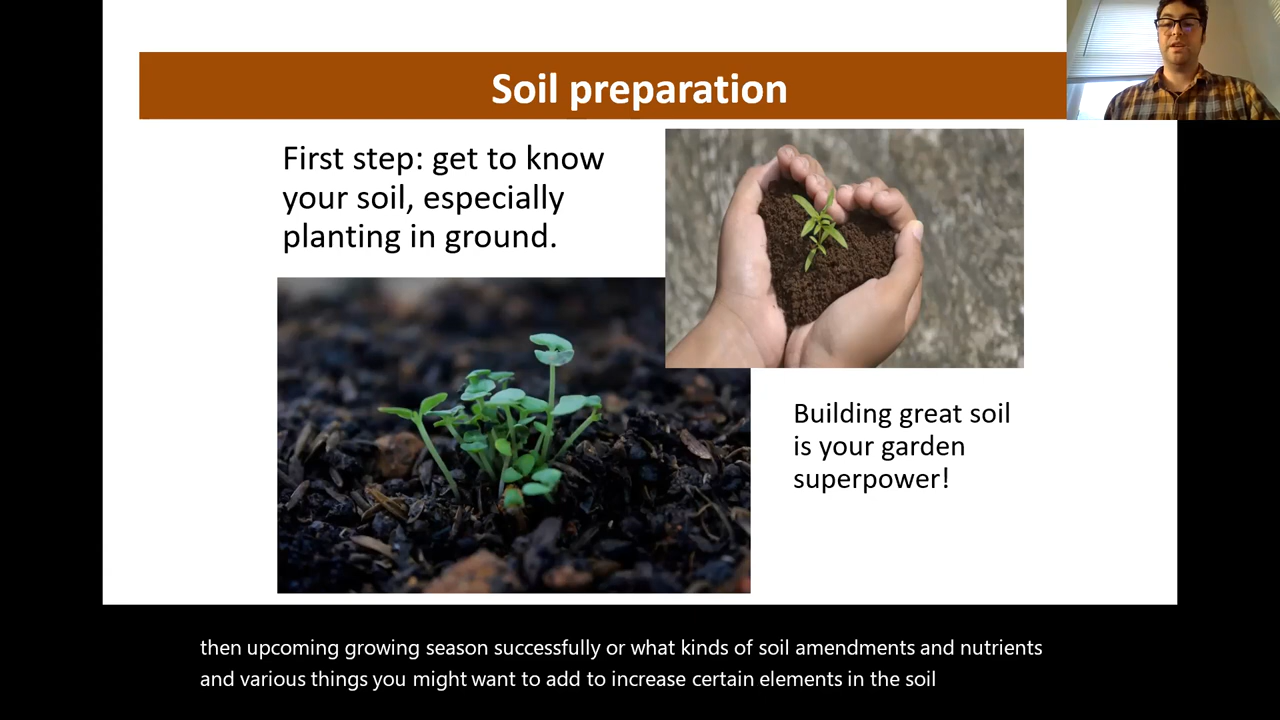 Soil preparation
First step: get to know
your soil, especially
planting in ground.
Building great soil
is your garden
superpower!
then upcoming growing season successfully or what kinds of soil amendments and nutrients
and various things you might want to add to increase certain elements in the soil